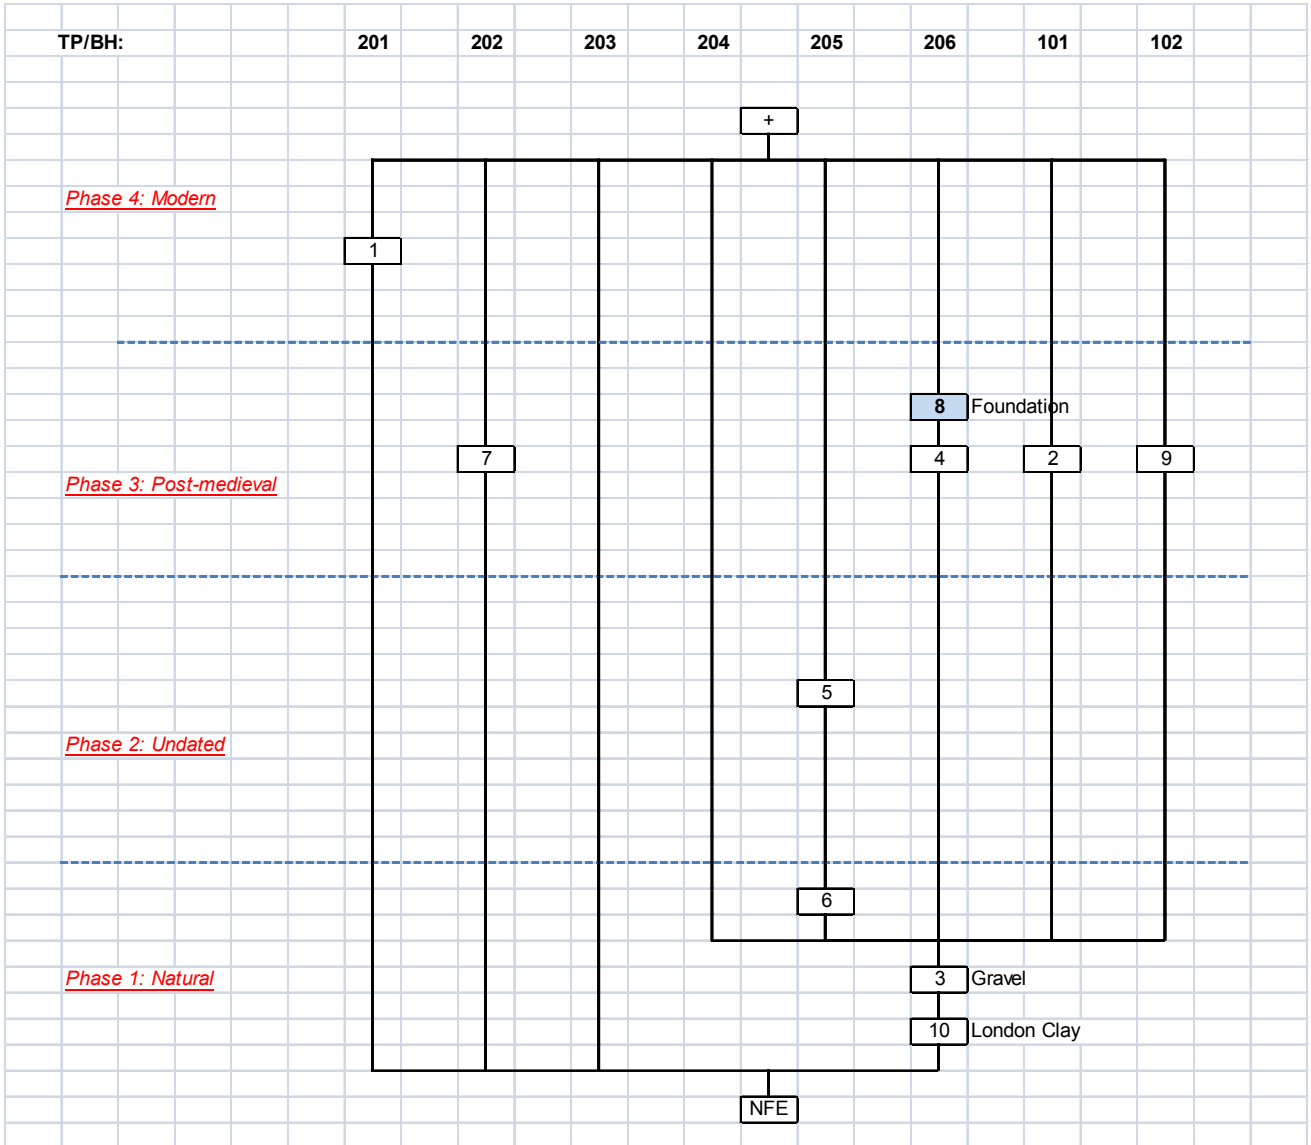 TP/BH: 201 202 203 204 205 206 101 102
+
Phase 4: Modern
1
8 Foundation
7 4 2 9
Phase 3: Post-medieval
5
Phase 2: Undated
6
Phase 1: Natural 3 Gravel
10 London Clay
NFE